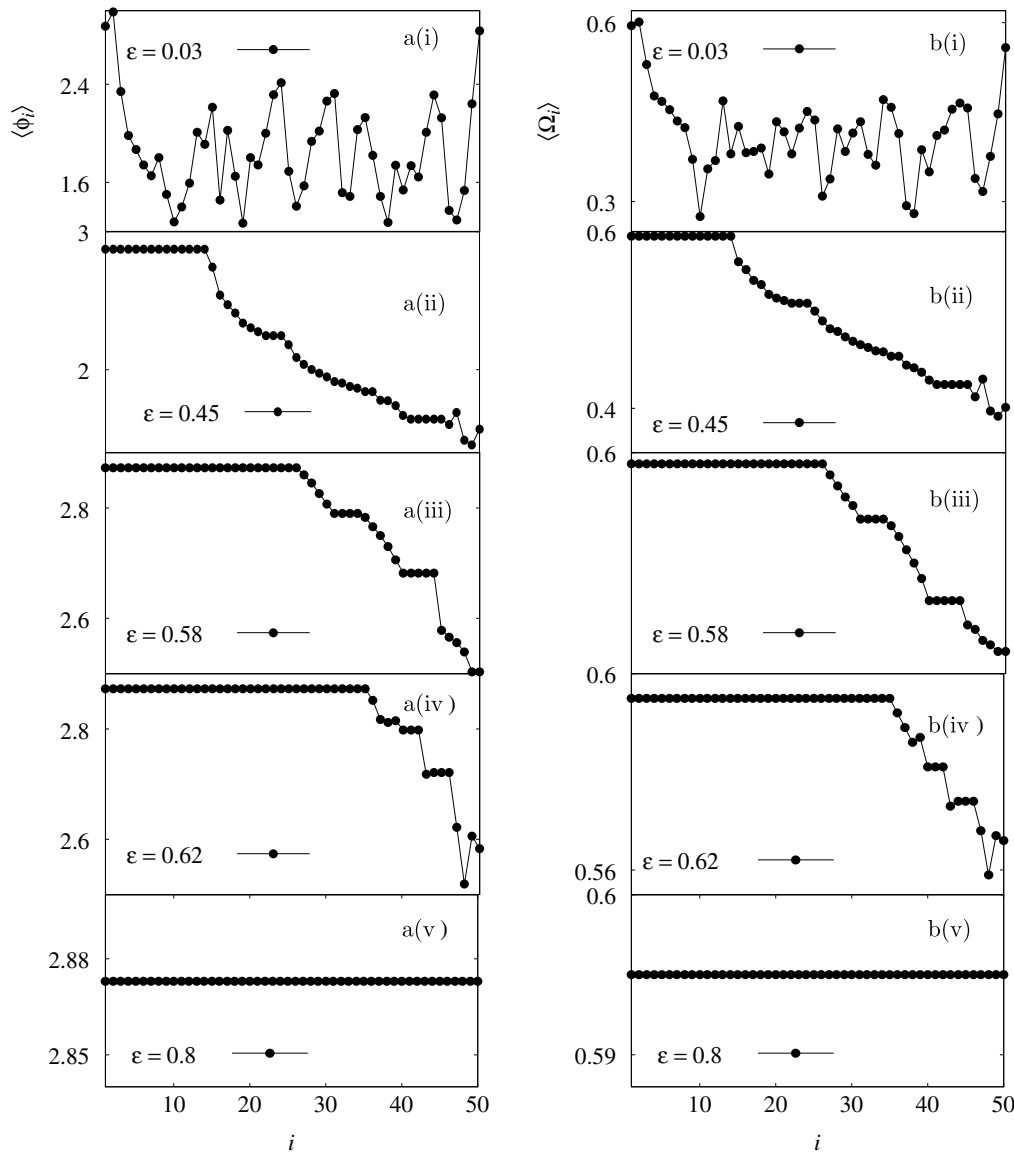 ε = 0.03
a(i)
2.4
1.6
⟨ϕi⟩
ε = 0.03
b(i)
0.6
0.3
⟨Ωi⟩
3
2
a(ii)
ε = 0.45
0.6
0.4
b(ii)
ε = 0.45
2.8
2.6
a(iii)
ε = 0.58
0.6
b(iii)
ε = 0.58
2.8
2.6
a(iv )
ε = 0.62
0.6
0.56
b(iv )
ε = 0.62
2.88
2.85
a(v )
ε = 0.8
0.6
0.59
b(v)
ε = 0.8
10 20 30 40 50
i
10 20 30 40 50
i